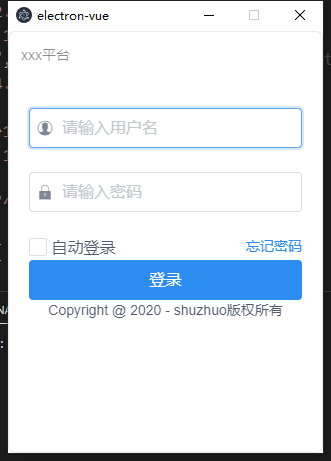 electron-vue
xxx平台
请输入用户名
请输入密码
自动登录 忘记密码
登录
Copyright @ 2020 - shuzhuo版权所有